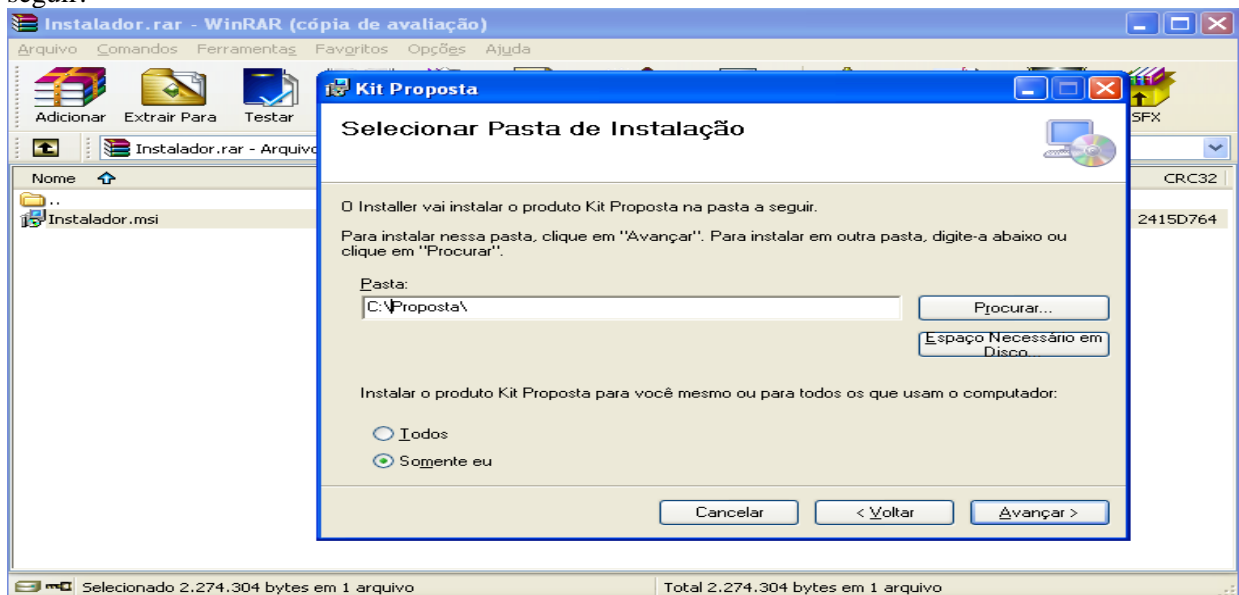 seguir:
Instalador.rar - WinRAR (cópia de avaliação)
Arquivo Comandos Ferramentas Favoritos Opções Ajuda
Adicionar Extrair Para Testar
SFX
Instalador.rar - Arquivo
Nome
CRC32
..
Instalador.msi
2415D764
Kit Proposta
Selecionar Pasta de Instalação
O Installer vai instalar o produto Kit Proposta na pasta a seguir.
Para instalar nessa pasta, clique em "Avançar". Para instalar em outra pasta, digite-a abaixo ou
clique em "Procurar".
Pasta:
C:\Proposta\
Procurar...
Espaço Necessário em
Disco...
Instalar o produto Kit Proposta para você mesmo ou para todos os que usam o computador:
Todos
Somente eu
Cancelar
< Voltar
Avançar >
Selecionado 2.274.304 bytes em 1 arquivo
Total 2.274.304 bytes em 1 arquivo